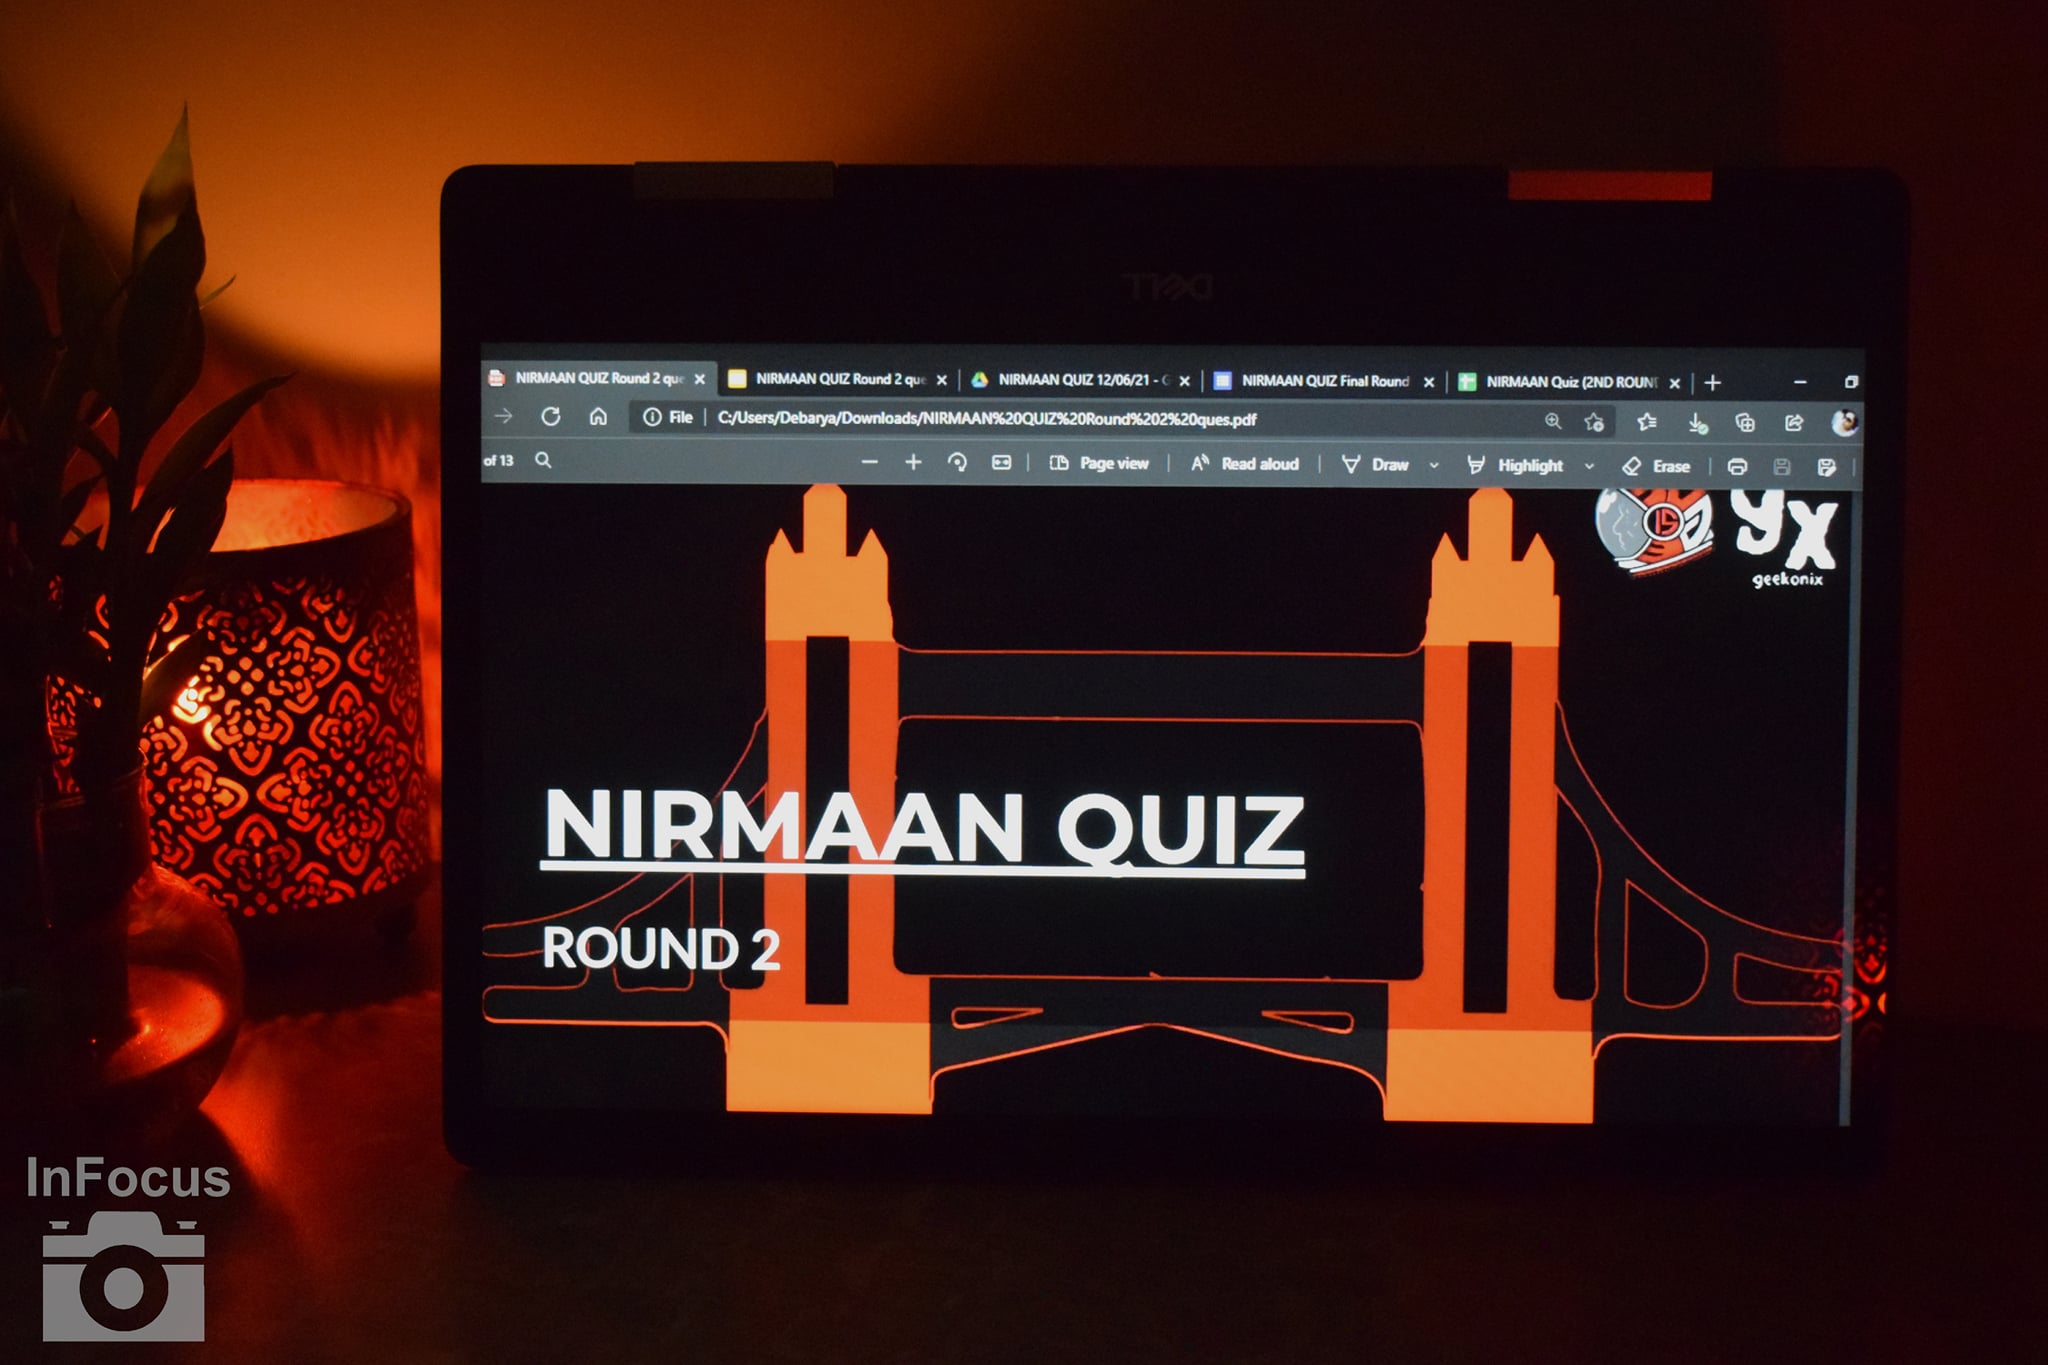 DELL
NIRMAAN QUIZ Round 2 que
NIRMAAN QUIZ Round 2 que
NIRMAAN QUIZ 12/06/21 - G
NIRMAAN QUIZ Final Round
NIRMAAN Quiz (2ND ROUN
File
C:/Users/Debarya/Downloads/NIRMAAN%20QUIZ%20Round%202%20ques.pdf
of 13
Page view
Read aloud
Draw
Highlight
Erase
gx
geekonix
NIRMAAN QUIZ
ROUND 2
InFocus